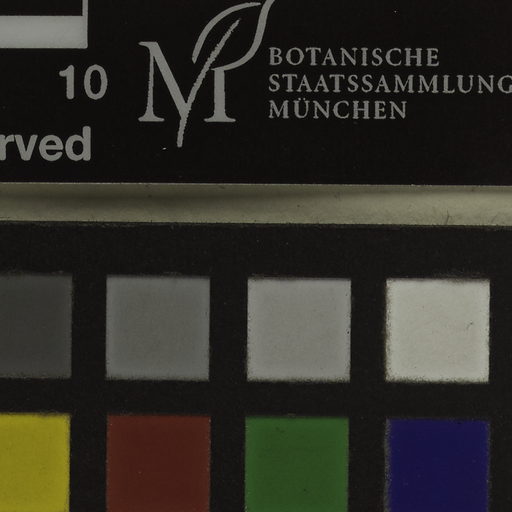 10
rved
M
BOTANISCHE
STAATSSAMMLUNG
MÜNCHEN